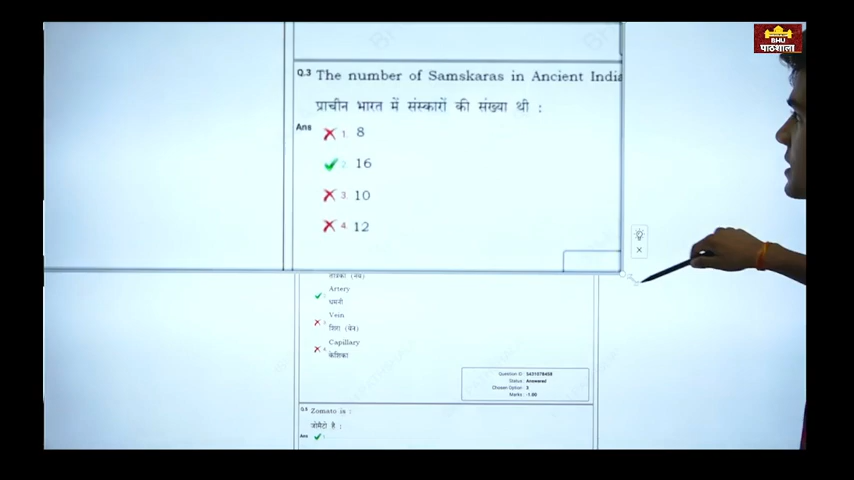 BHU
पाठशाला
Q.3 The number of Samskaras in Ancient India
प्राचीन भारत में संस्कारों की संख्या थी :
Ans
1. 8
2. 16
3. 10
4. 12
Artery
धमनी
Vein
शिरा (वेन)
Capillary
केशिका
Question ID : 5431078458
Status : Answered
Chosen Option : 3
Marks : -1.00
Q.5 Zomato is :
जोमैटो है :
Ans